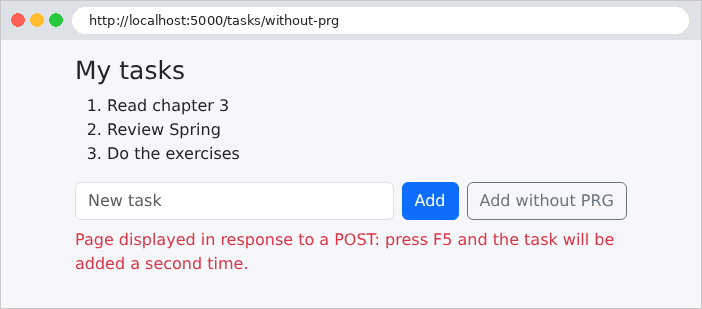 http://localhost:5000/tasks/without-prg
My tasks
1. Read chapter 3
2. Review Spring
3. Do the exercises
New task
Add
Add without PRG
Page displayed in response to a POST: press F5 and the task will be
added a second time.